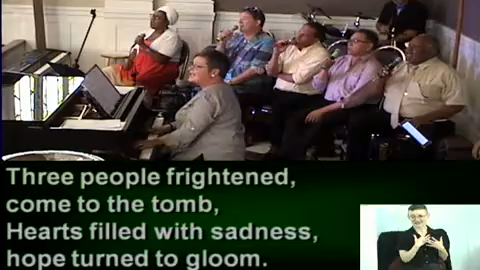 Three people frightened,
come to the tomb,
Hearts filled with sadness,
hope turned to gloom.